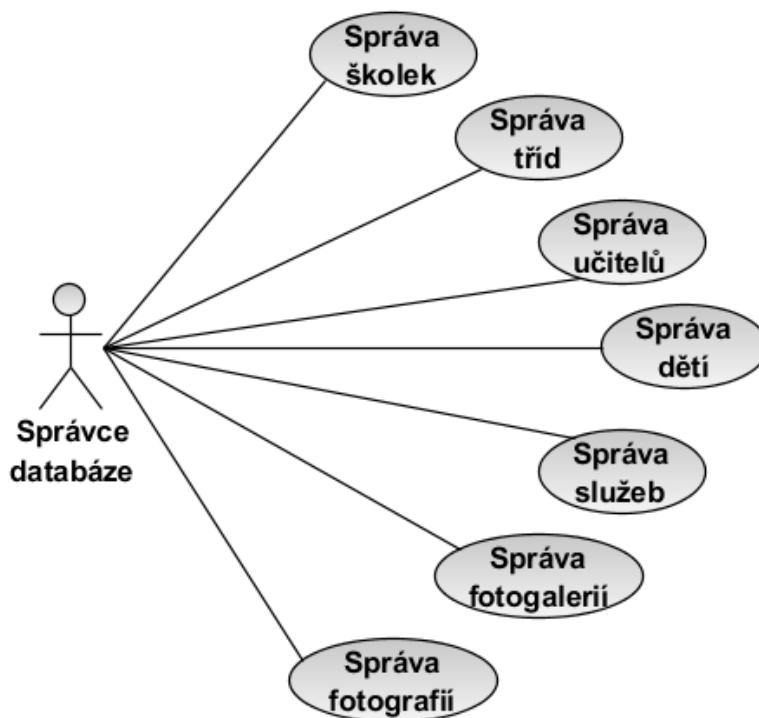 Správa
školek
Správa
tříd
Správa
učitelů
Správa
dětí
Správce
databáze
Správa
služeb
Správa
fotogalerií
Správa
fotografií